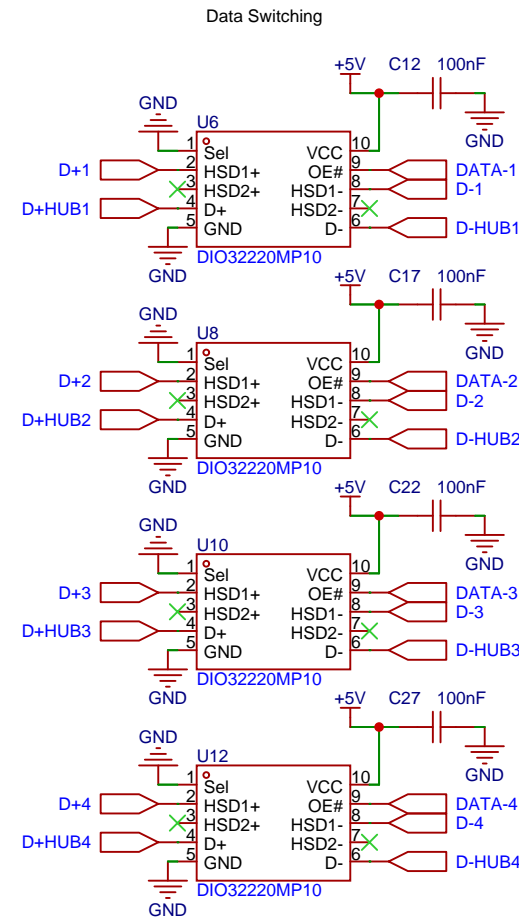 Data Switching
+5V C12 100nF
GND
GND
U6
1 Sel VCC 10
D+1 2 HSD1+ OE# 9 DATA-1
3 HSD2+ HSD1- 8 D-1
D+HUB1 4 D+ HSD2- 7
5 GND D- 6 D-HUB1
GND
DIO32220MP10
+5V C17 100nF
GND
GND
U8
1 Sel VCC 10
D+2 2 HSD1+ OE# 9 DATA-2
3 HSD2+ HSD1- 8 D-2
D+HUB2 4 D+ HSD2- 7
5 GND D- 6 D-HUB2
GND
DIO32220MP10
+5V C22 100nF
GND
GND
U10
1 Sel VCC 10
D+3 2 HSD1+ OE# 9 DATA-3
3 HSD2+ HSD1- 8 D-3
D+HUB3 4 D+ HSD2- 7
5 GND D- 6 D-HUB3
GND
DIO32220MP10
+5V C27 100nF
GND
GND
U12
1 Sel VCC 10
D+4 2 HSD1+ OE# 9 DATA-4
3 HSD2+ HSD1- 8 D-4
D+HUB4 4 D+ HSD2- 7
5 GND D- 6 D-HUB4
GND
DIO32220MP10